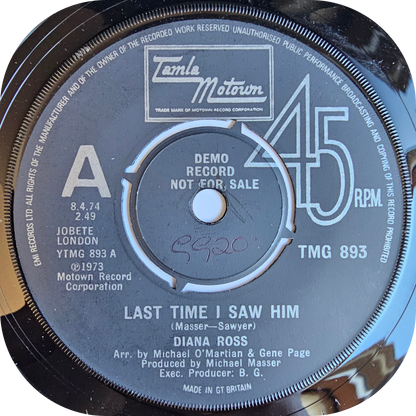 EMI RECORDS LTD ALL RIGHTS OF THE MANUFACTURER AND OF THE OWNER OF THE RECORDED WORK RESERVED UNAUTHORISED PUBLIC PERFORMANCE BROADCASTING AND COPYING OF THIS RECORD PROHIBITED
Tamla
Motown
TRADE MARK OF MOTOWN RECORD CORPORATION
DEMO
RECORD
NOT FOR SALE
45 R.P.M.
A
8.4.74
2.49
JOBETE
LONDON
YTMG 893 A
℗1973
Motown Record
Corporation
TMG 893
LAST TIME I SAW HIM
(Masser—Sawyer)
DIANA ROSS
Arr. by Michael O'Martian & Gene Page
Produced by Michael Masser
Exec. Producer: B. G.
MADE IN GT BRITAIN